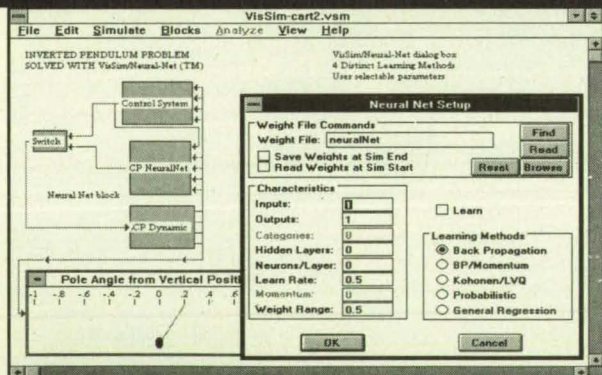 VisSim-cart2.vsm
File Edit Simulate Blocks Analyze View Help
INVERTED PENDULUM PROBLEM
SOLVED WITH VisSim/Neural-Net (TM)
VisSim/Neural-Net dialog box
4 Distinct Learning Methods
User selectable parameters
Control System
Switch
CP NeuralNet
Neural Net block
CP Dynamic
Pole Angle from Vertical Positi
-1 -.8 -.6 -.4 -.2 0 .2 .4 .6
Neural Net Setup
Weight File Commands
Weight File: neuralNet
Find
Read
Save Weights at Sim End
Read Weights at Sim Start
Reset Browse
Characteristics
Inputs: 1
Outputs: 1
Categories: 0
Hidden Layers: 0
Neurons/Layer: 0
Learn Rate: 0.5
Momentum: 0
Weight Range: 0.5
Learn
Learning Methods
Back Propagation
BP/Momentum
Kohonen/LVQ
Probabilistic
General Regression
OK
Cancel